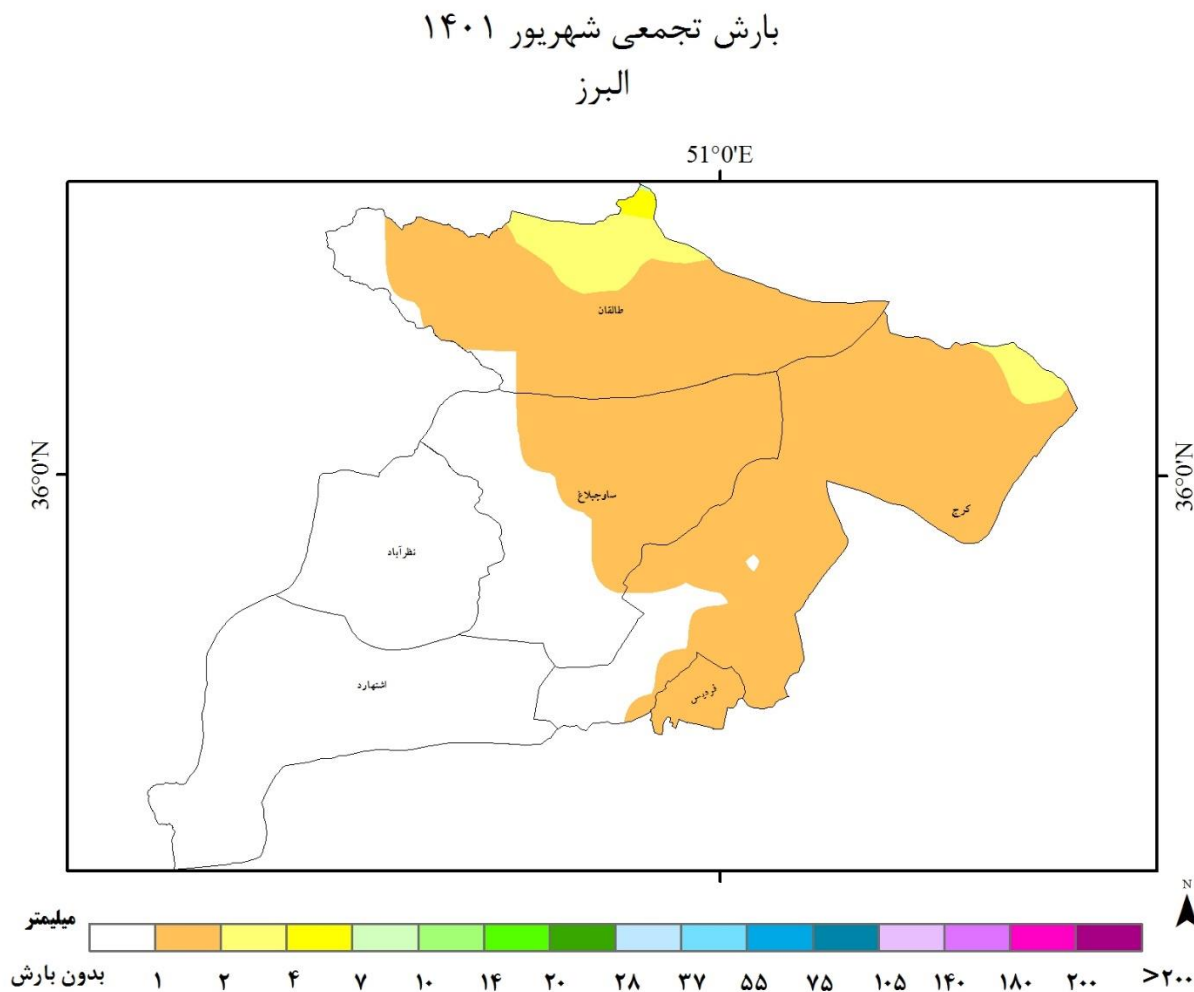 بارش تجمعی شهریور ۱۴۰۱
البرز
51°0'E
36°0'N
36°0'N
طالقان
ساوجبلاغ
کرج
نظرآباد
اشتهارد
فردیس
N
میلیمتر
بدون بارش ۱ ۲ ۴ ۷ ۱۰ ۱۴ ۲۰ ۲۸ ۳۷ ۵۵ ۷۵ ۱۰۵ ۱۴۰ ۱۸۰ ۲۰۰ >۲۰۰